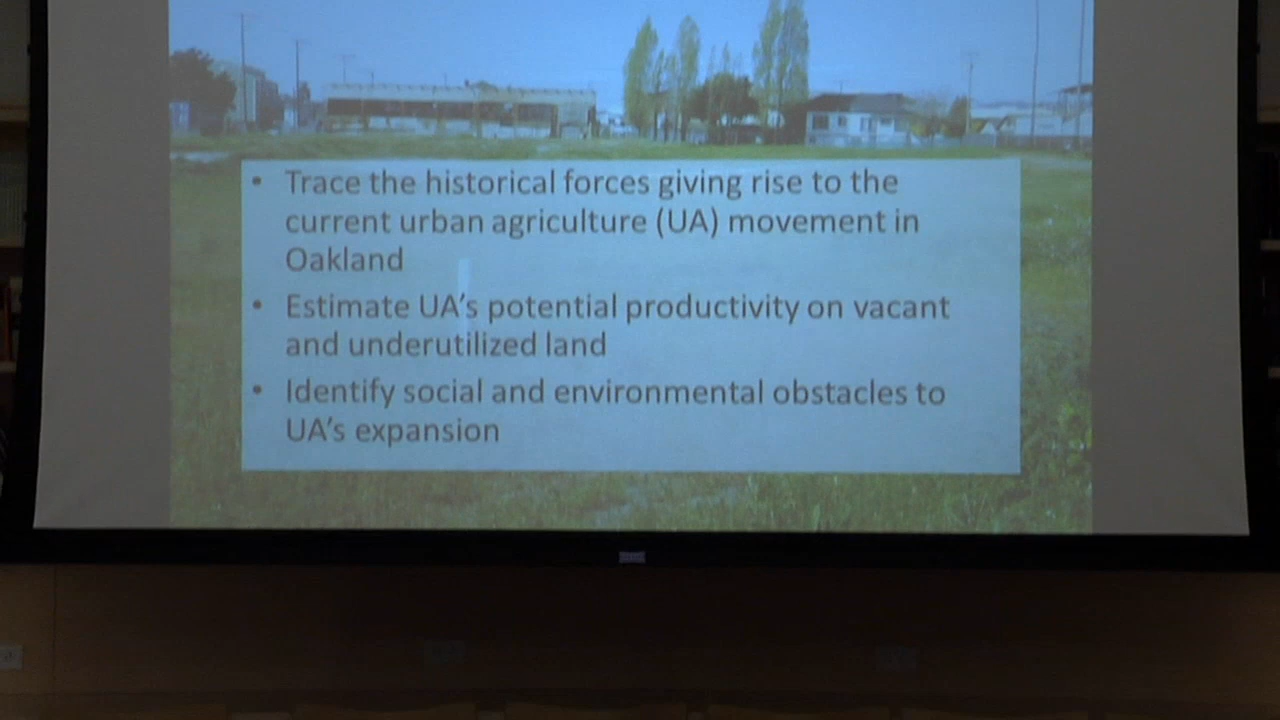 • Trace the historical forces giving rise to the
current urban agriculture (UA) movement in
Oakland
• Estimate UA's potential productivity on vacant
and underutilized land
• Identify social and environmental obstacles to
UA's expansion